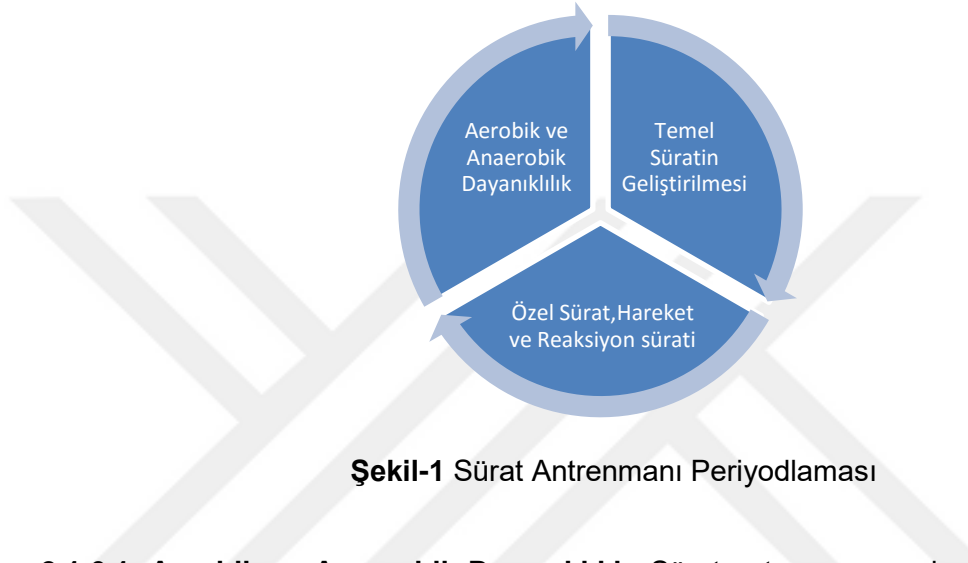 Aerobik ve
Anaerobik
Dayanıklılık
Temel
Süratin
Geliştirilmesi
Özel Sürat,Hareket
ve Reaksiyon sürati
Şekil-1 Sürat Antrenmanı Periyodlaması